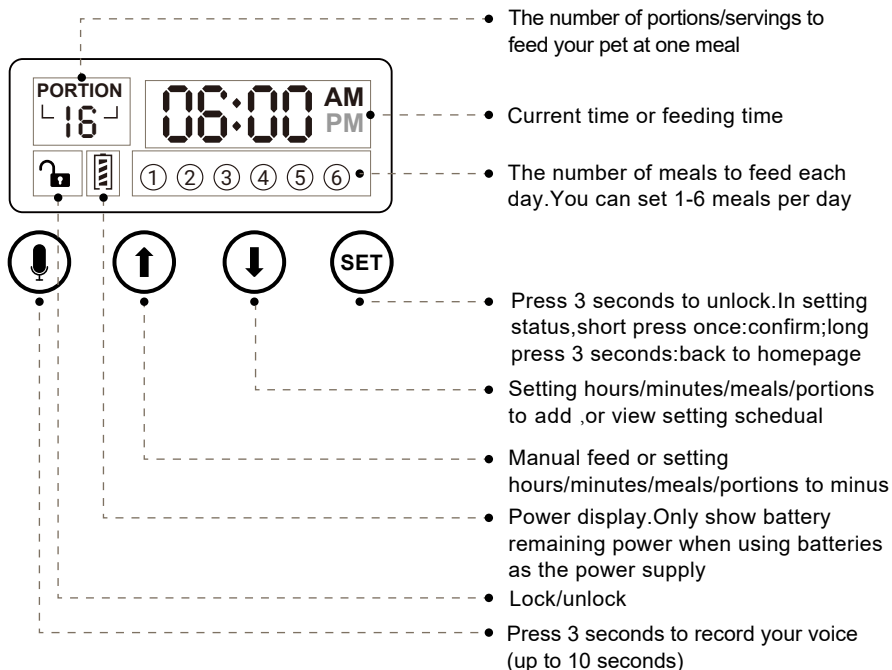 The number of portions/servings to
feed your pet at one meal
PORTION
16
06:00 AM
PM
Current time or feeding time
1 2 3 4 5 6
The number of meals to feed each
day.You can set 1-6 meals per day
SET
Press 3 seconds to unlock.In setting
status,short press once:confirm;long
press 3 seconds:back to homepage
Setting hours/minutes/meals/portions
to add ,or view setting schedual
Manual feed or setting
hours/minutes/meals/portions to minus
Power display.Only show battery
remaining power when using batteries
as the power supply
Lock/unlock
Press 3 seconds to record your voice
(up to 10 seconds)